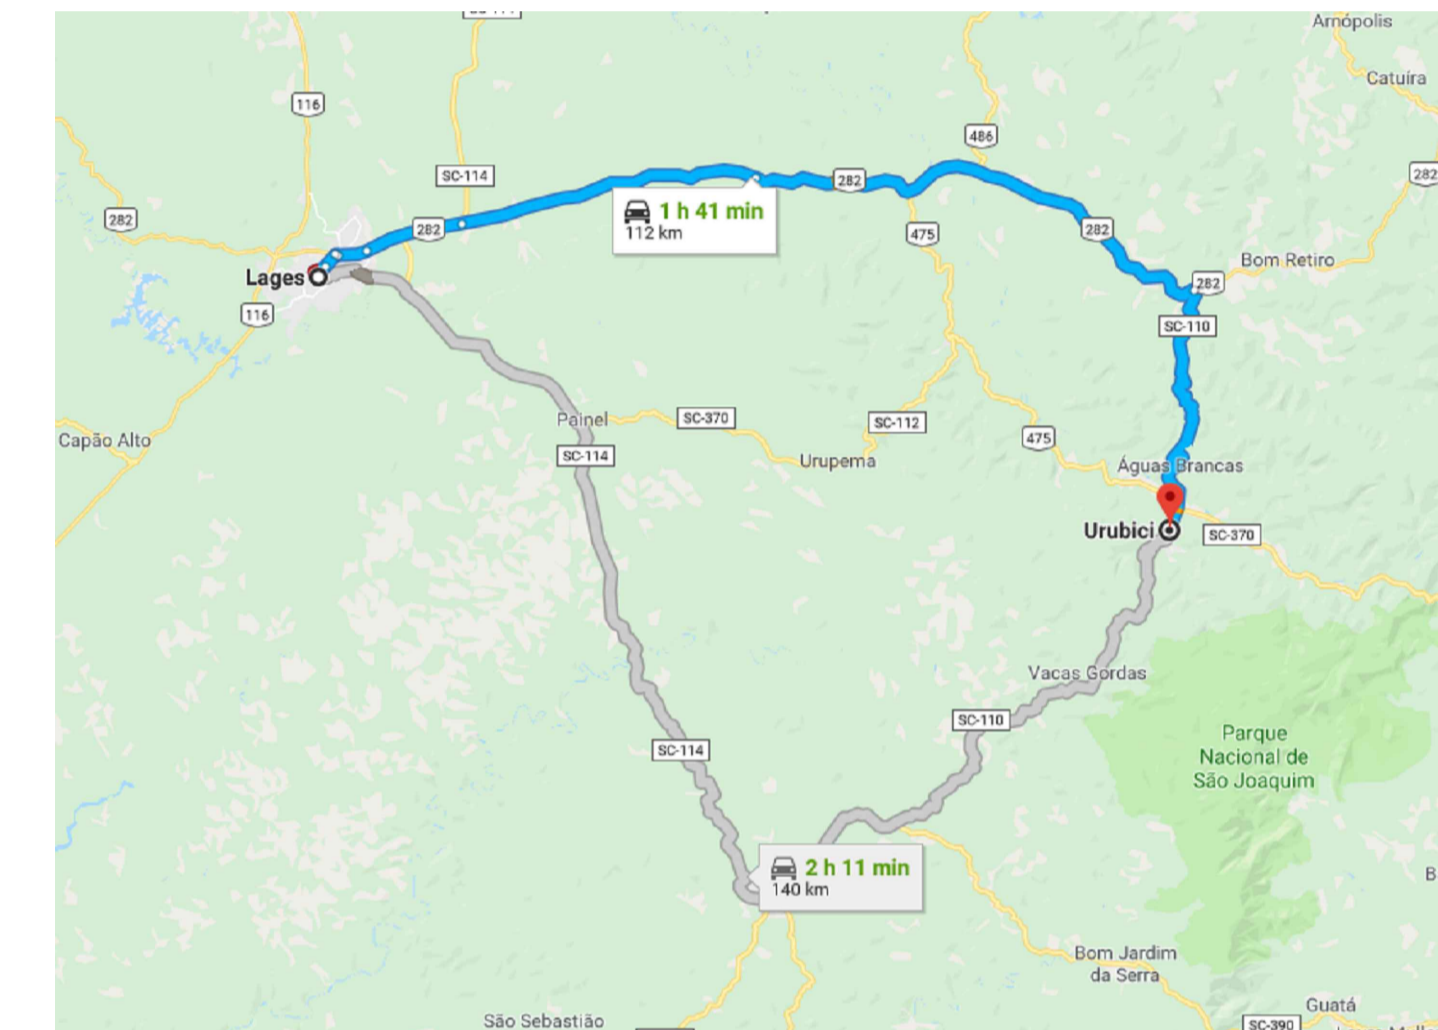 Arnópolis
Catuíra
116
486
SC-114
282
282
282
475
282
1 h 41 min
112 km
282
Bom Retiro
Lages
282
116
SC-110
Painel
SC-370
SC-112
Capão Alto
475
SC-114
Urupema
Águas Brancas
Urubici
SC-370
Vacas Gordas
SC-110
Parque
Nacional de
São Joaquim
SC-114
2 h 11 min
140 km
Bom Jardim
da Serra
Guatá
São Sebastião
SC-390